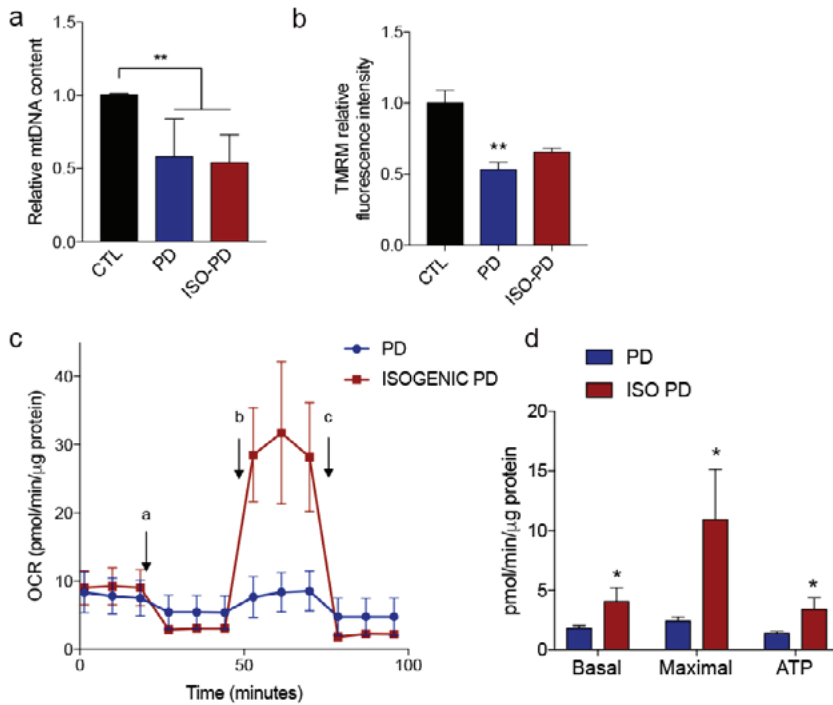 a
1.5
1.0
0.5
0.0
Relative mtDNA content
**
CTL
PD
ISO-PD
b
1.5
1.0
0.5
0.0
TMRM relative
fluorescence intensity
**
CTL
PD
ISO-PD
c
PD
ISOGENIC PD
40
30
20
10
0
OCR (pmol/min/μg protein)
a
b
c
0
50
100
Time (minutes)
d
PD
ISO PD
20
15
10
5
0
pmol/min/μg protein
*
*
*
Basal
Maximal
ATP